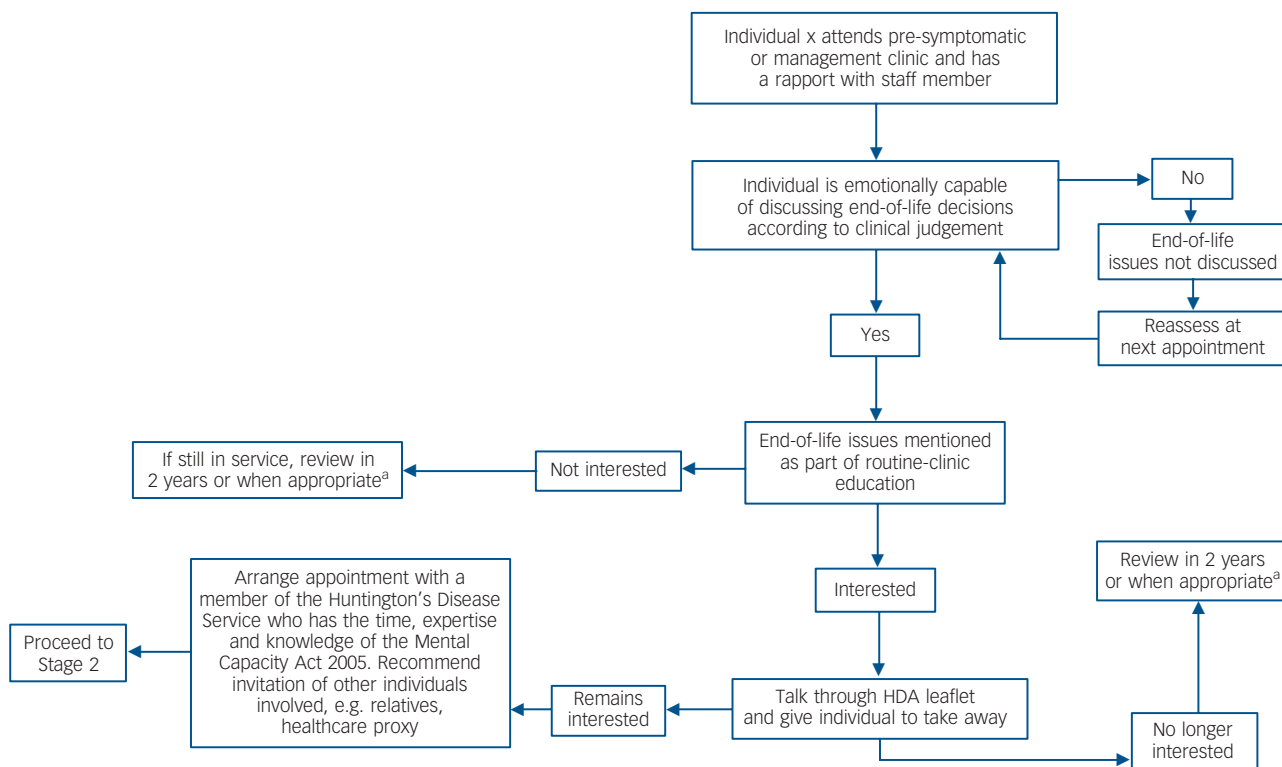 Individual x attends pre-symptomatic
or management clinic and has
a rapport with staff member
Individual is emotionally capable
of discussing end-of-life decisions
according to clinical judgement
No
End-of-life
issues not discussed
Reassess at
next appointment
Yes
End-of-life issues mentioned
as part of routine-clinic
education
Not interested
If still in service, review in
2 years or when appropriateᵃ
Interested
Talk through HDA leaflet
and give individual to take away
Remains
interested
Arrange appointment with a
member of the Huntington's Disease
Service who has the time, expertise
and knowledge of the Mental
Capacity Act 2005. Recommend
invitation of other individuals
involved, e.g. relatives,
healthcare proxy
Proceed to
Stage 2
No longer
interested
Review in 2 years
or when appropriateᵃ